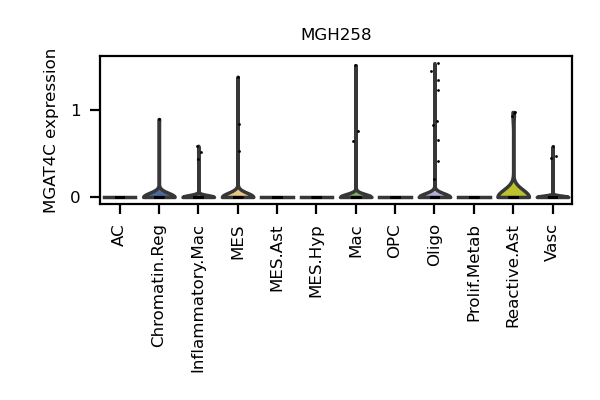 MGH258
MGAT4C expression
1
0
AC
Chromatin.Reg
Inflammatory.Mac
MES
MES.Ast
MES.Hyp
Mac
OPC
Oligo
Prolif.Metab
Reactive.Ast
Vasc